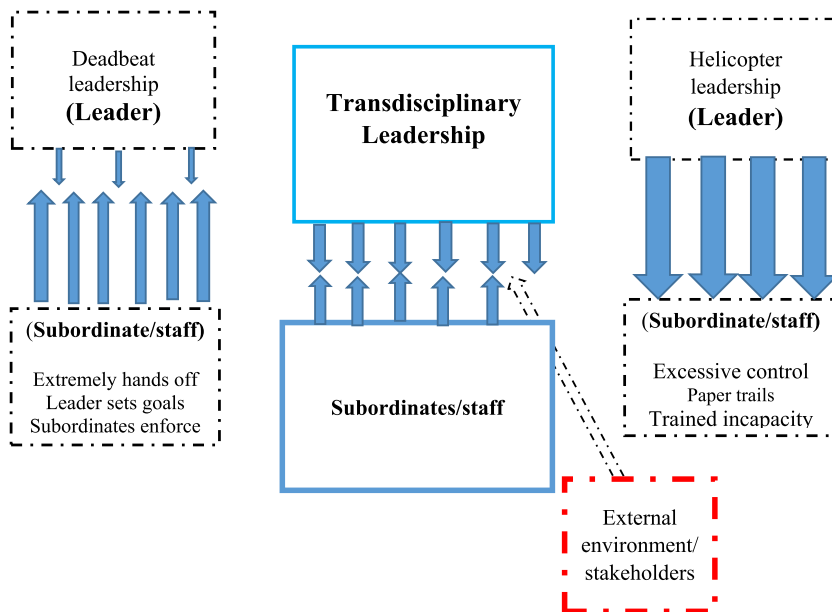 Deadbeat
leadership
(Leader)
Transdisciplinary
Leadership
Helicopter
leadership
(Leader)
(Subordinate/staff)
Extremely hands off
Leader sets goals
Subordinates enforce
Subordinates/staff
(Subordinate/staff)
Excessive control
Paper trails
Trained incapacity
External
environment/
stakeholders